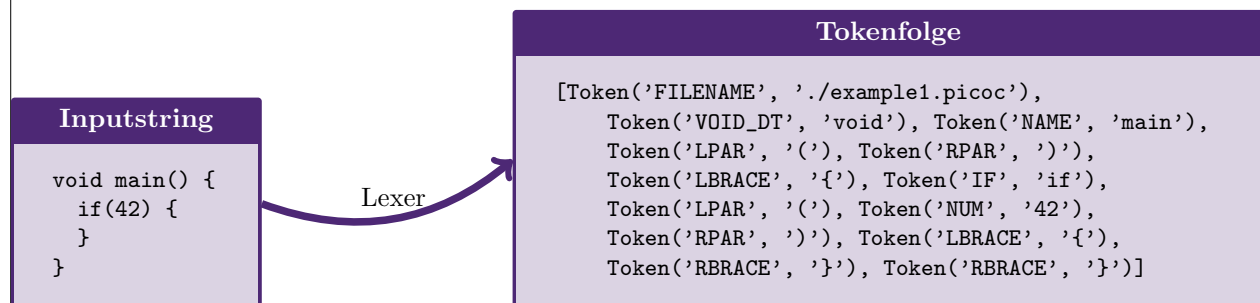 Inputstring
void main() {
  if(42) {
  }
}
Lexer
Tokenfolge
[Token('FILENAME', './example1.picoc'),
    Token('VOID_DT', 'void'), Token('NAME', 'main'),
    Token('LPAR', '('), Token('RPAR', ')'),
    Token('LBRACE', '{'), Token('IF', 'if'),
    Token('LPAR', '('), Token('NUM', '42'),
    Token('RPAR', ')'), Token('LBRACE', '{'),
    Token('RBRACE', '}'), Token('RBRACE', '}')]